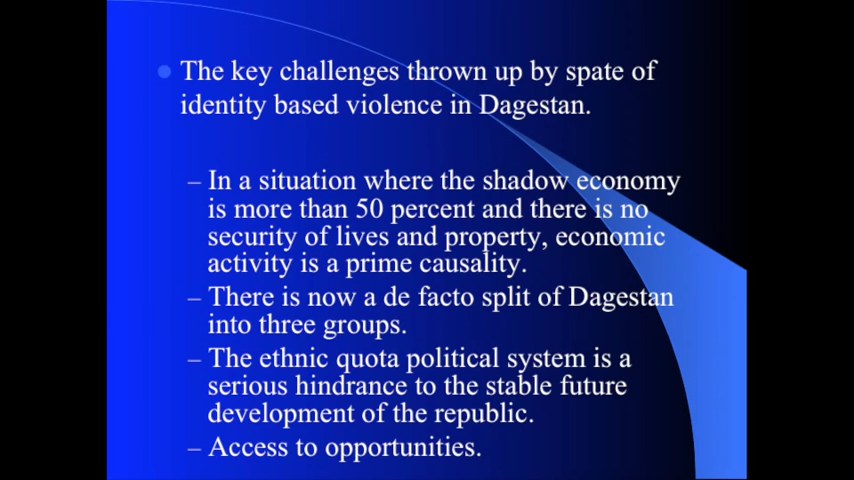 The key challenges thrown up by spate of
identity based violence in Dagestan.
– In a situation where the shadow economy
is more than 50 percent and there is no
security of lives and property, economic
activity is a prime causality.
– There is now a de facto split of Dagestan
into three groups.
– The ethnic quota political system is a
serious hindrance to the stable future
development of the republic.
– Access to opportunities.